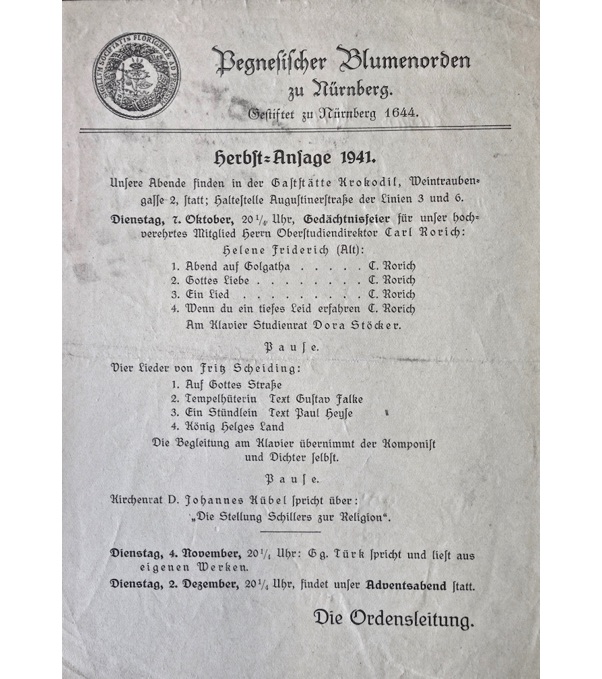 Pegnesischer Blumenorden
zu Nürnberg.
Gestiftet zu Nürnberg 1644.
Herbst-Ansage 1941.
Unsere Abende finden in der Gaststätte Krokodil, Weintrauben-
gasse 2, statt; Haltestelle Augustinerstraße der Linien 3 und 6.
Dienstag, 7. Oktober, 20 1/4 Uhr, Gedächtnisfeier für unser hoch-
verehrtes Mitglied Herrn Oberstudiendirektor Carl Rorich:
Helene Friderich (Alt):
1. Abend auf Golgatha . . . . . C. Rorich
2. Gottes Liebe . . . . . . . . C. Rorich
3. Ein Lied . . . . . . . . . C. Rorich
4. Wenn du ein tiefes Leid erfahren C. Rorich
Am Klavier Studienrat Dora Stöcker.
Pause.
Vier Lieder von Fritz Scheiding:
1. Auf Gottes Straße
2. Tempelhüterin Text Gustav Falke
3. Ein Stündlein Text Paul Heyse
4. König Helges Land
Die Begleitung am Klavier übernimmt der Komponist
und Dichter selbst.
Pause.
Kirchenrat D. Johannes Kübel spricht über:
„Die Stellung Schillers zur Religion“.
Dienstag, 4. November, 20 1/4 Uhr: Gg. Türk spricht und liest aus
eigenen Werken.
Dienstag, 2. Dezember, 20 1/4 Uhr, findet unser Adventsabend statt.
Die Ordensleitung.